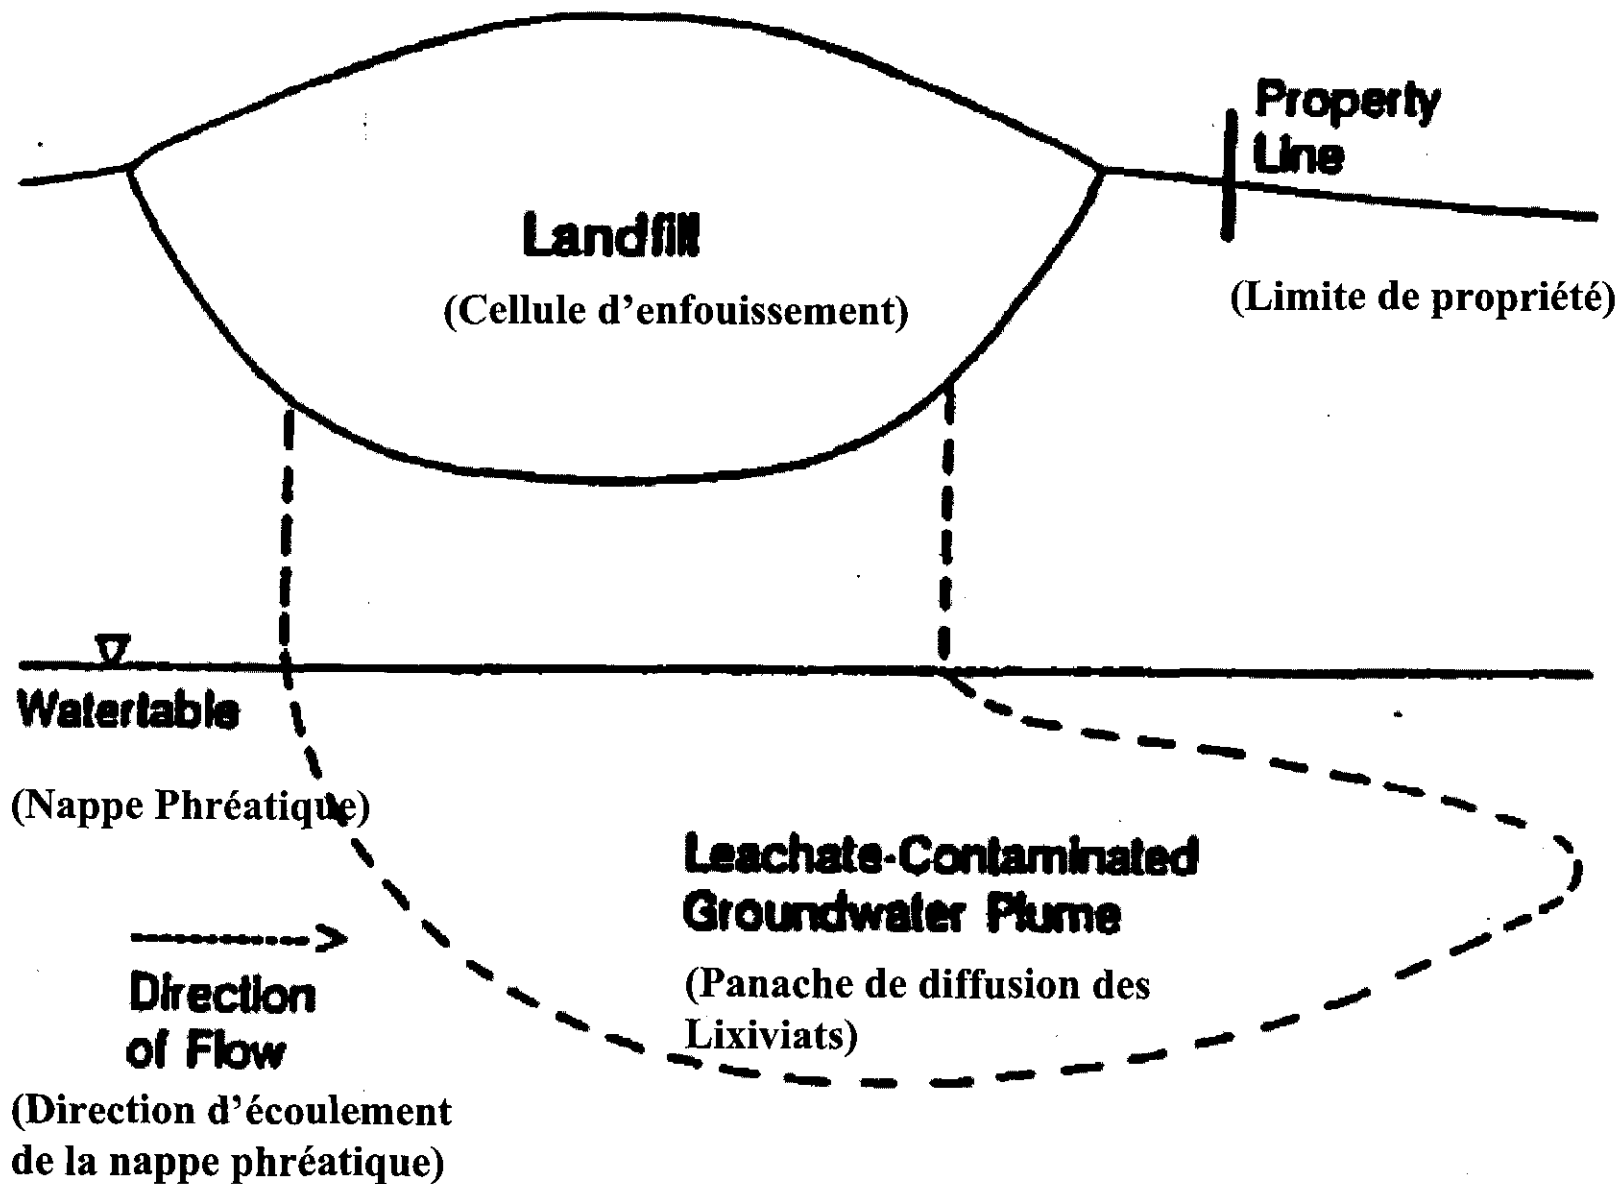 Property
Line
(Limite de propriété)
Landfill
(Cellule d'enfouissement)
Watertable
(Nappe Phréatique)
Leachate-Contaminated
Groundwater Plume
(Panache de diffusion des
Lixiviats)
Direction
of Flow
(Direction d'écoulement
de la nappe phréatique)